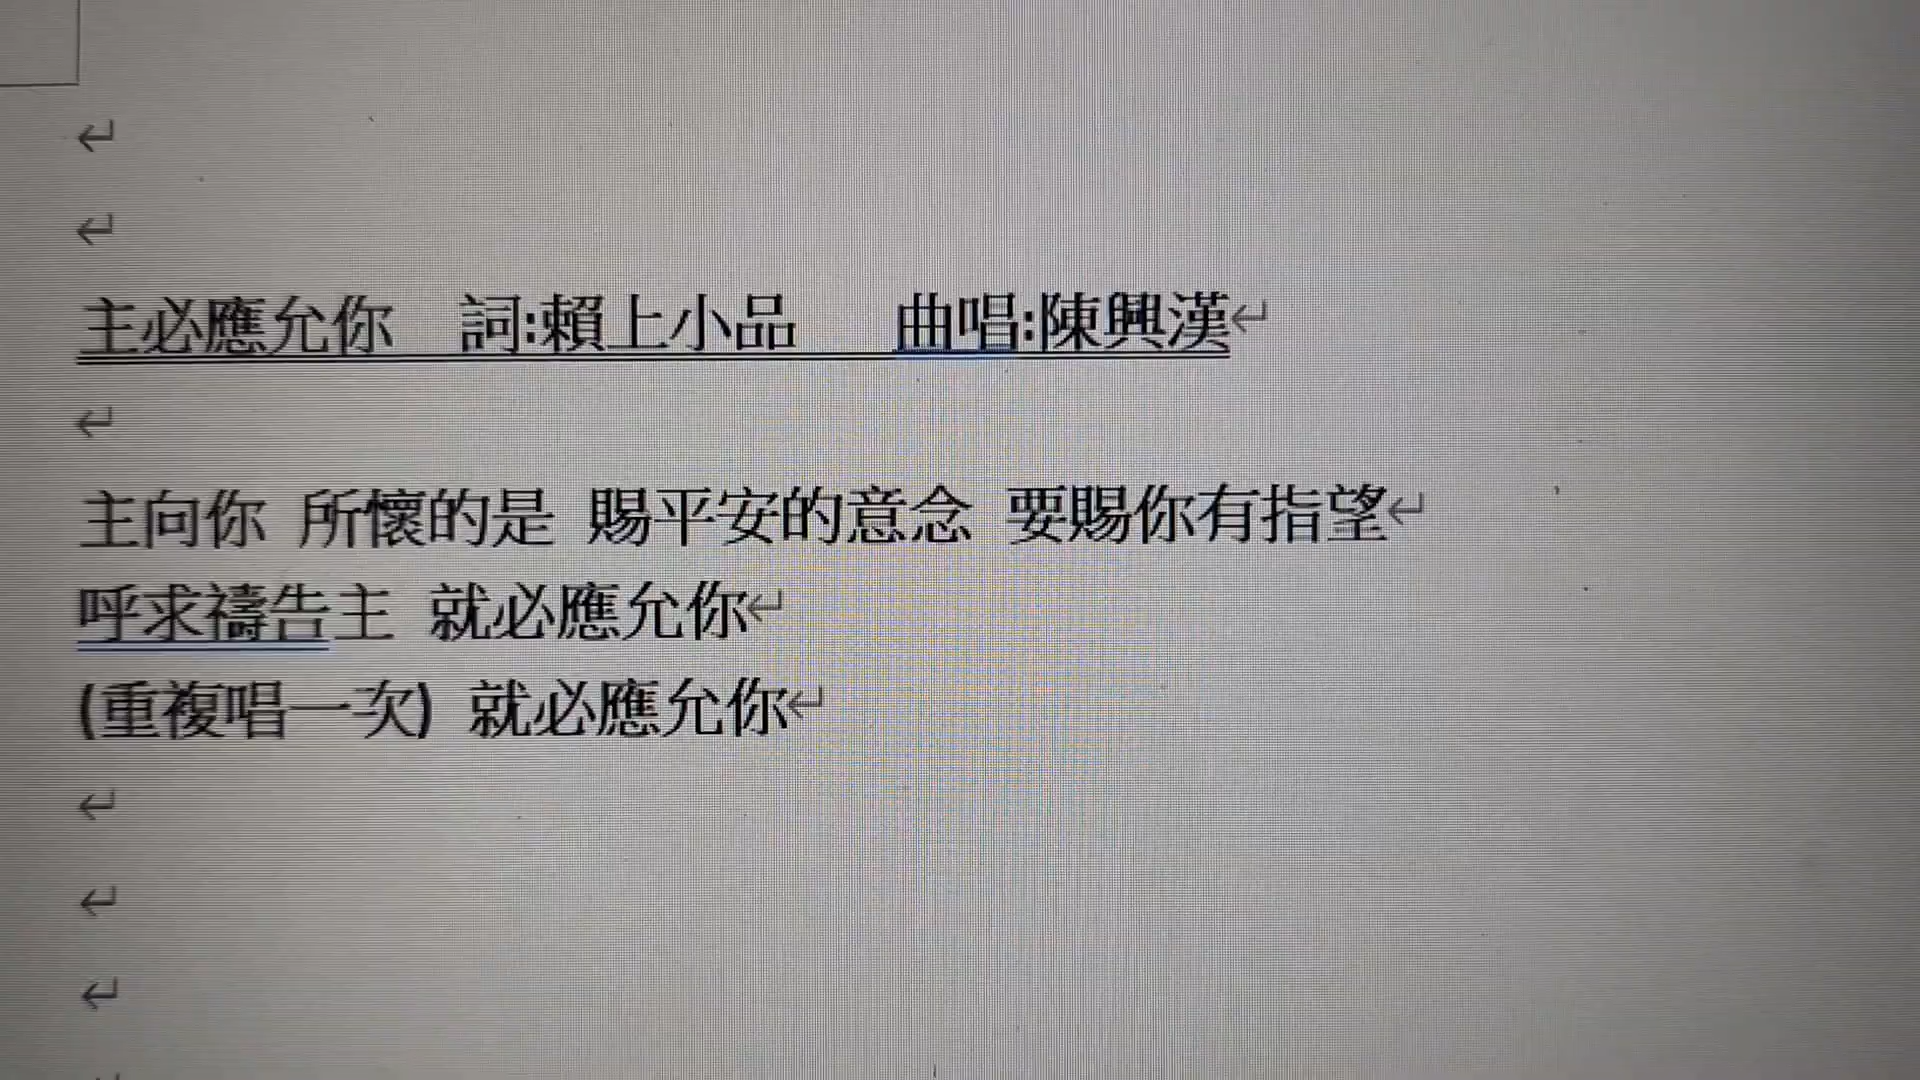 主必應允你 詞:賴上小品 曲唱:陳興漢
主向你 所懷的是 賜平安的意念 要賜你有指望
呼求禱告主 就必應允你
(重複唱一次) 就必應允你